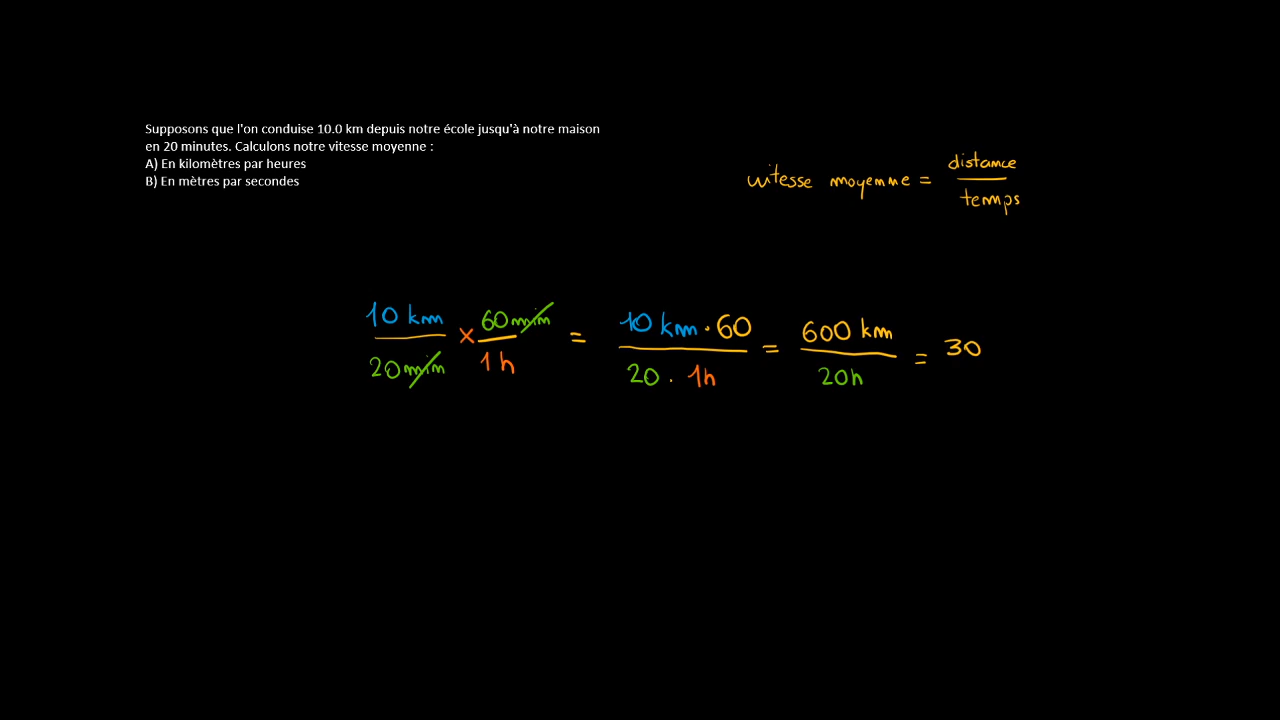 Supposons que l'on conduise 10.0 km depuis notre école jusqu'à notre maison
en 20 minutes. Calculons notre vitesse moyenne :
A) En kilomètres par heures
B) En mètres par secondes
vitesse moyenne = distance / temps
10 km / 20 min × 60 min / 1 h = 10 km · 60 / 20 · 1h = 600 km / 20h = 30